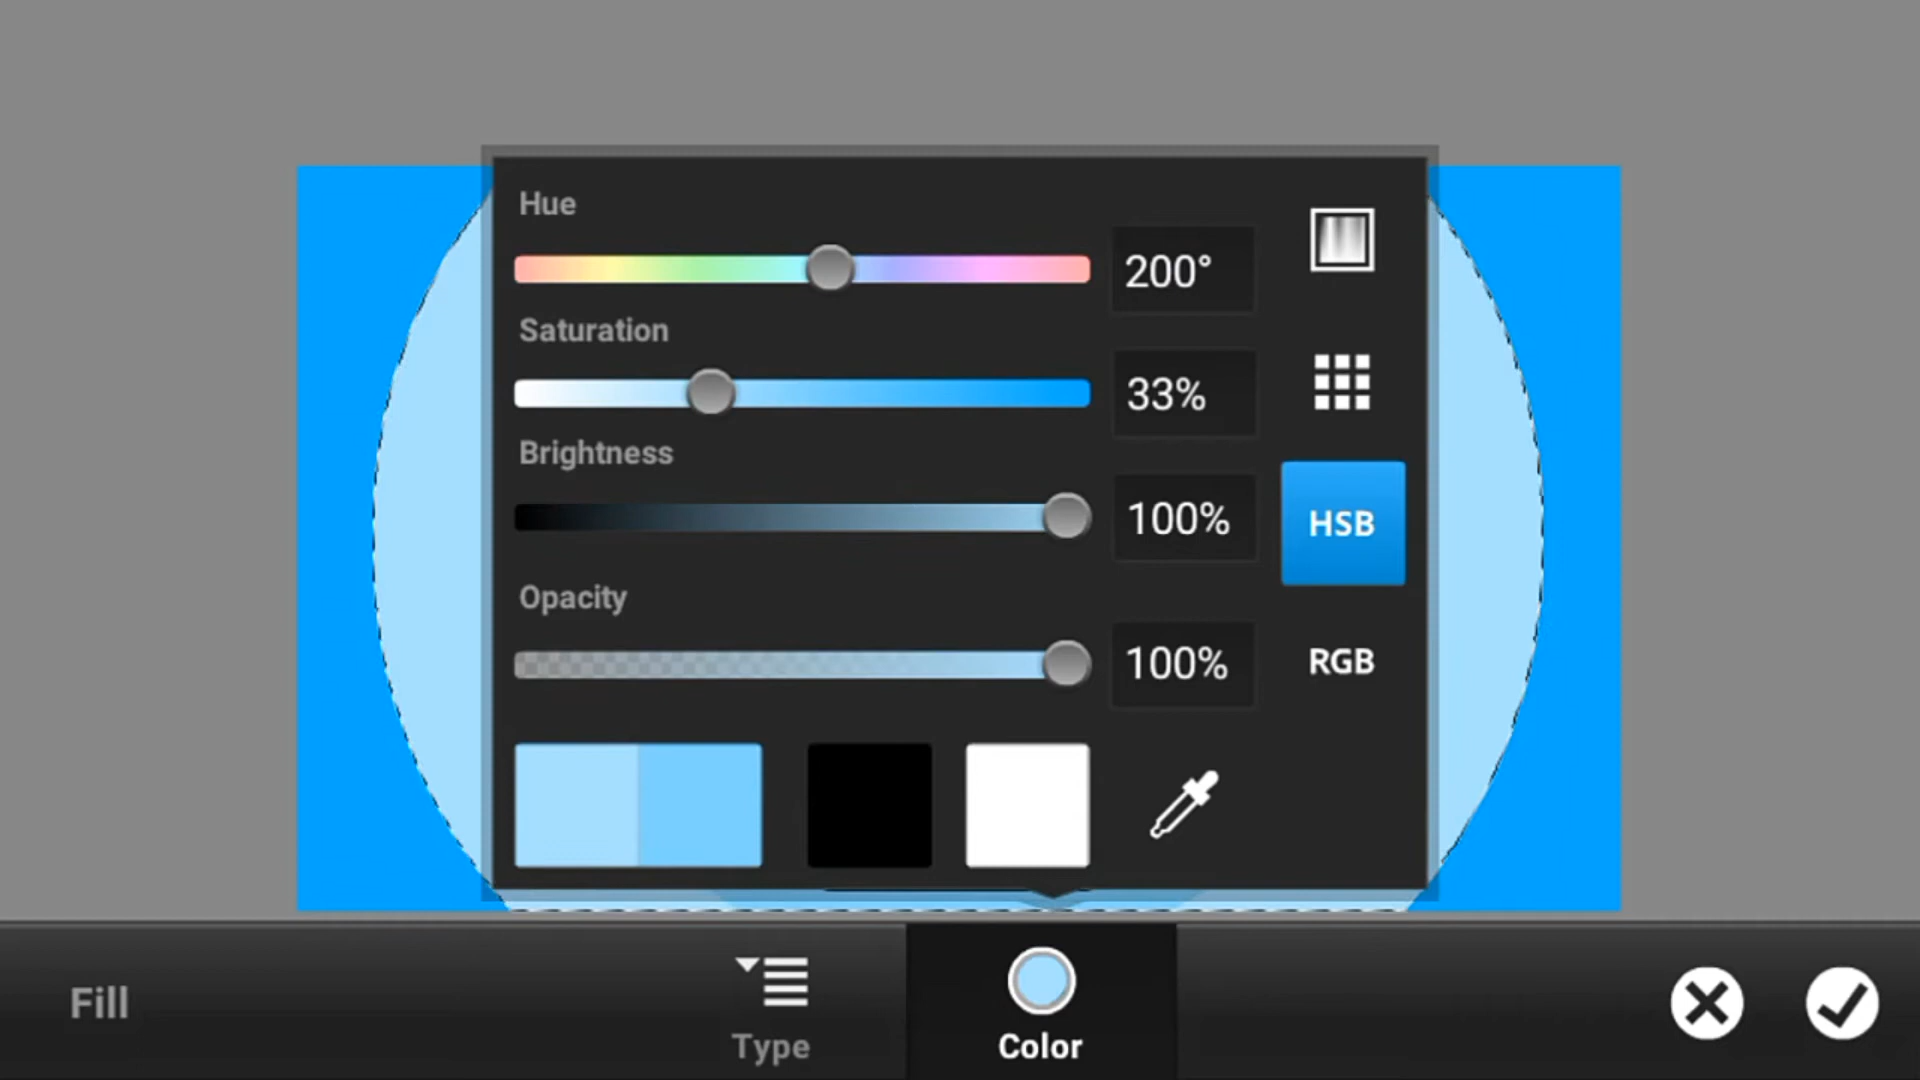 Hue
200°
Saturation
33%
Brightness
100%
HSB
Opacity
100%
RGB
Fill
Type
Color